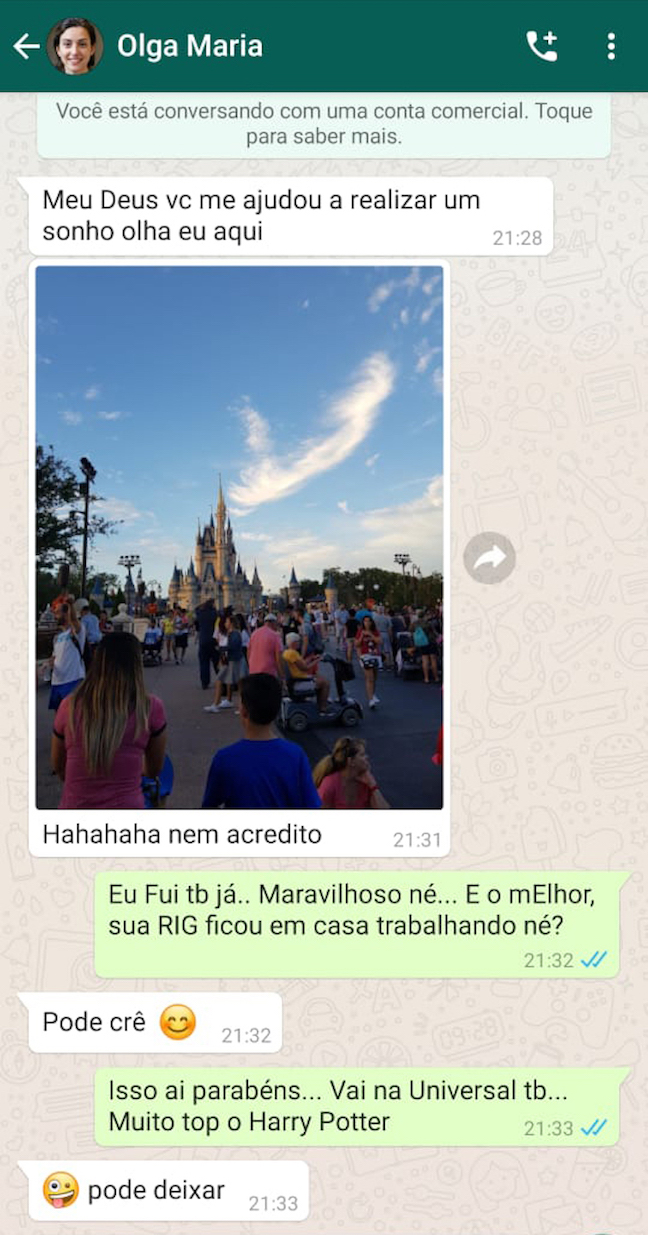 Olga Maria
Você está conversando com uma conta comercial. Toque
para saber mais.
Meu Deus vc me ajudou a realizar um
sonho olha eu aqui
21:28
Hahahaha nem acredito
21:31
Eu Fui tb já.. Maravilhoso né... E o mElhor,
sua RIG ficou em casa trabalhando né?
21:32
Pode crê 😊
21:32
Isso ai parabéns... Vai na Universal tb...
Muito top o Harry Potter
21:33
🤪 pode deixar
21:33